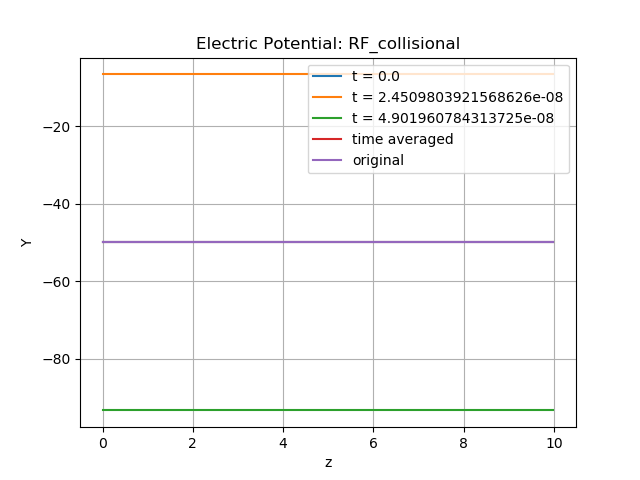 Electric Potential: RF_collisional
t = 0.0
t = 2.4509803921568626e-08
t = 4.901960784313725e-08
time averaged
original
−20
−40
−60
−80
Y
0 2 4 6 8 10
z